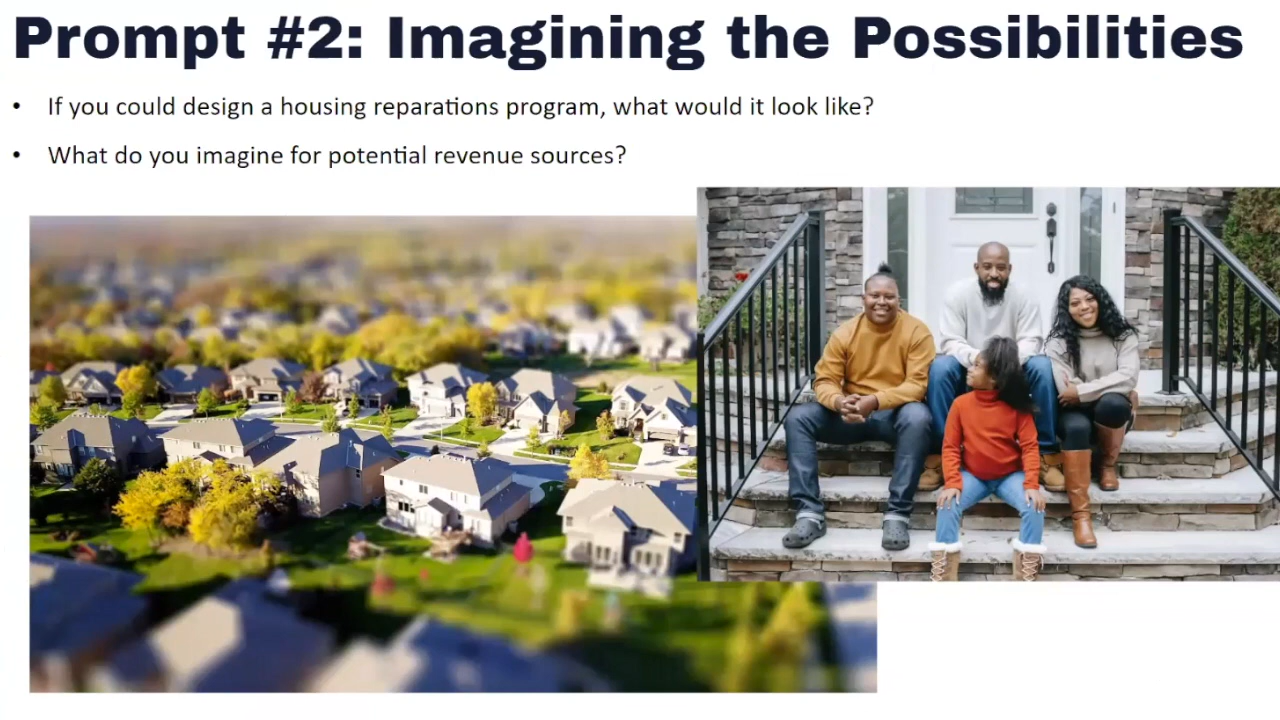 Prompt #2: Imagining the Possibilities
• If you could design a housing reparations program, what would it look like?
• What do you imagine for potential revenue sources?